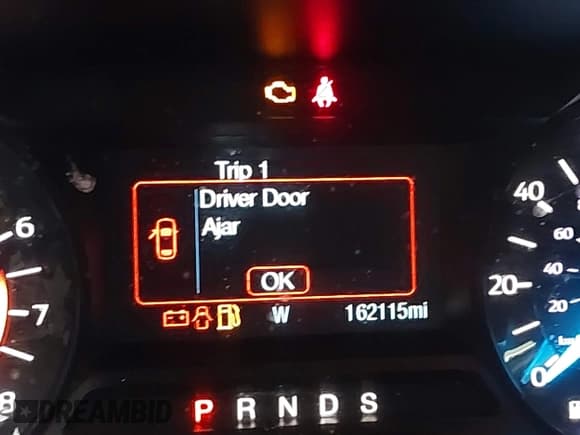 Trip 1
Driver Door
Ajar
OK
W 162115mi
P R N D S
6
7
8
40
20
0
60
40
20
DREAMBID